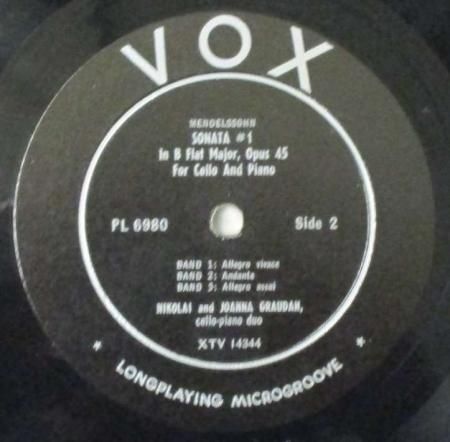 VOX
MENDELSSOHN
SONATA #1
In B Flat Major, Opus 45
For Cello And Piano
PL 6980
Side 2
BAND 1: Allegro vivace
BAND 2: Andante
BAND 3: Allegro assai
NIKOLAI and JOANNA GRAUDAN,
cello-piano duo
XTV 14344
* LONGPLAYING MICROGROOVE *